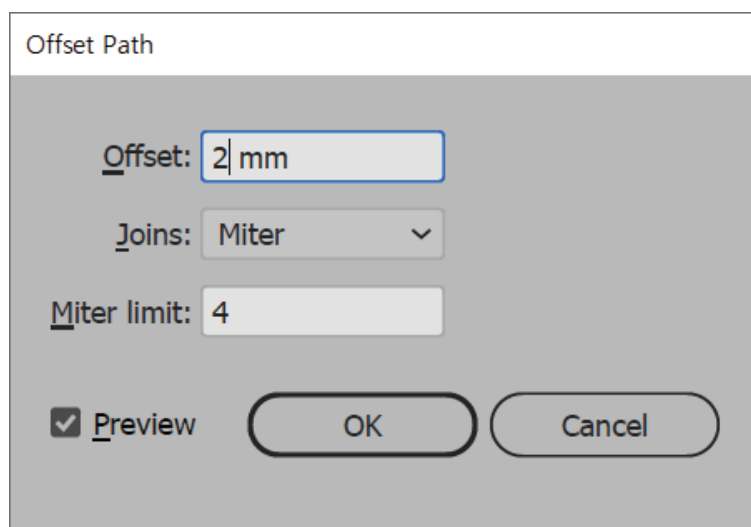 Offset Path
Offset: 2 mm
Joins: Miter
Miter limit: 4
Preview OK Cancel